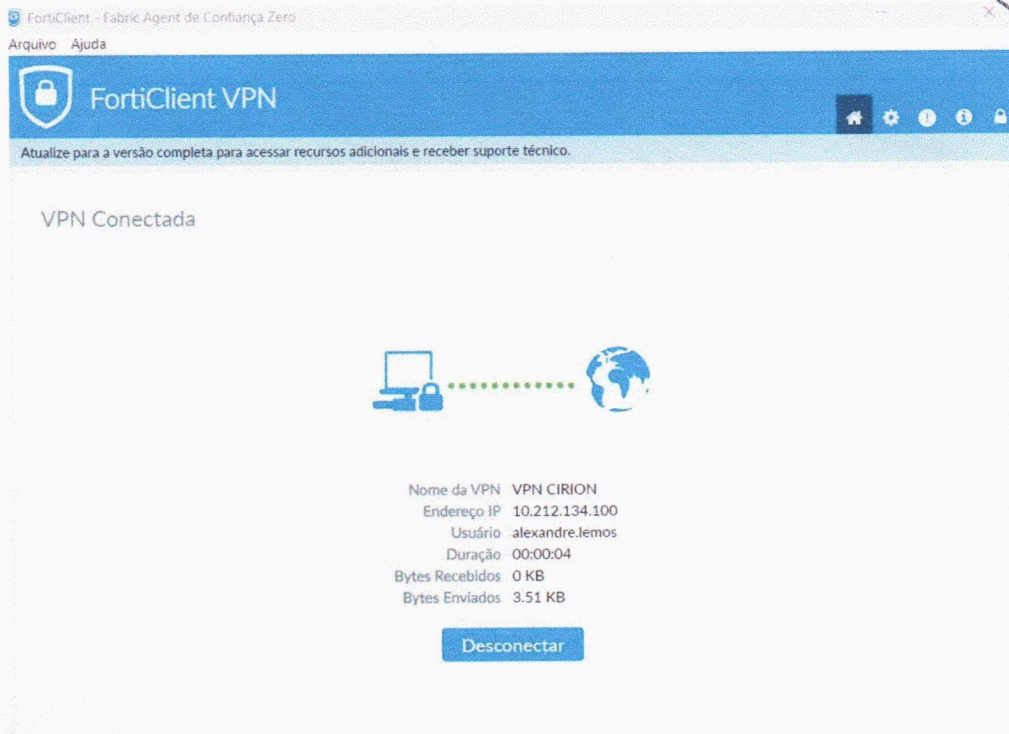 FortiClient - Fabric Agent de Confiança Zero
Arquivo Ajuda
FortiClient VPN
Atualize para a versão completa para acessar recursos adicionais e receber suporte técnico.
VPN Conectada
Nome da VPN VPN CIRION
Endereço IP 10.212.134.100
Usuário alexandre.lemos
Duração 00:00:04
Bytes Recebidos 0 KB
Bytes Enviados 3.51 KB
Desconectar